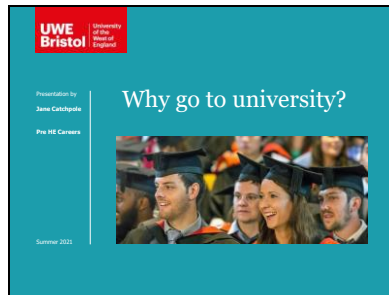 UWE
Bristol
University
of the
West of
England
Presentation by
Jane Catchpole
Pre HE Careers
Why go to university?
Summer 2021